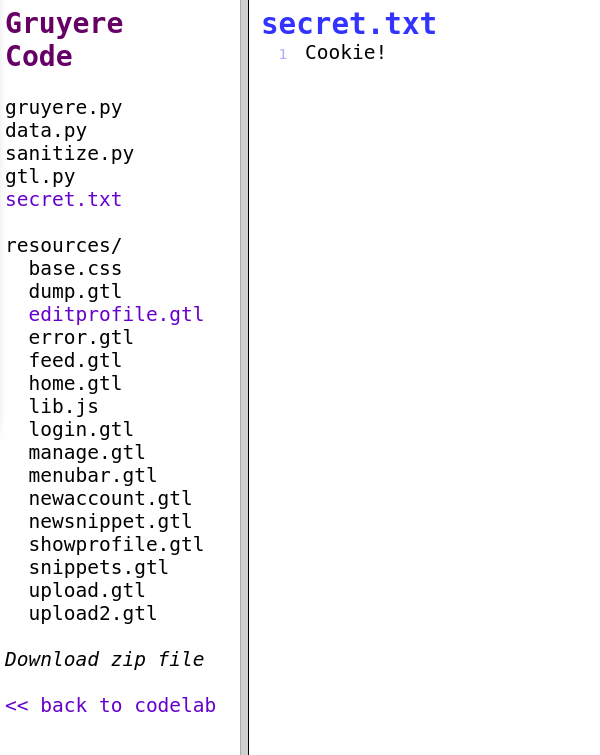 Gruyere
Code
gruyere.py
data.py
sanitize.py
gtl.py
secret.txt
resources/
base.css
dump.gtl
editprofile.gtl
error.gtl
feed.gtl
home.gtl
lib.js
login.gtl
manage.gtl
menubar.gtl
newaccount.gtl
newsnippet.gtl
showprofile.gtl
snippets.gtl
upload.gtl
upload2.gtl
Download zip file
<< back to codelab
secret.txt
1 Cookie!